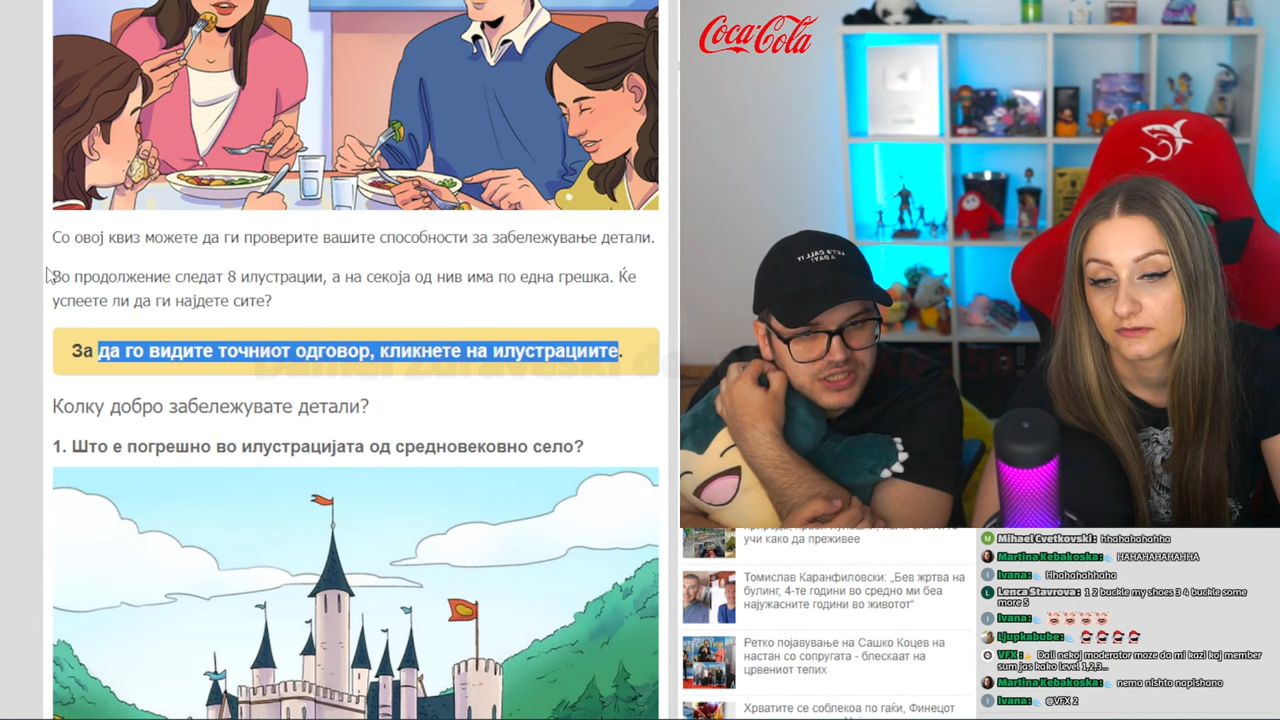 Coca-Cola
Со овој квиз можете да ги проверите вашите способности за забележување детали.
Во продолжение следат 8 илустрации, а на секоја од нив има по една грешка. Ќе
успеете ли да ги најдете сите?
За да го видите точниот одговор, кликнете на илустрациите.
Колку добро забележувате детали?
1. Што е погрешно во илустрацијата од средновековно село?
учи како да преживее
Томислав Каранфиловски: „Бев жртва на
булинг, 4-те години во средно ми беа
најужасните години во животот“
Ретко појавување на Сашко Коцев на
настан со сопругата - блескаат на
црвениот тепих
Хрватите се соблекоа по гаќи, Финецот
Mihael Cvetkovski: hhahahahahha
Martina Kebakoska: HAHAHAHAHAHHA
Ivana: Hhahahahhaha
Lenca Stavrova: 1 2 buckle my shoes 3 4 buckle some
more 5
Ivana:
Ljupkabube:
VFX: Dali nekoj moderator moze da mi kazi koj member
sum jas kako level 1,2,3...
Martina Kebakoska: nema nishto napishano
Ivana: @VFX 2